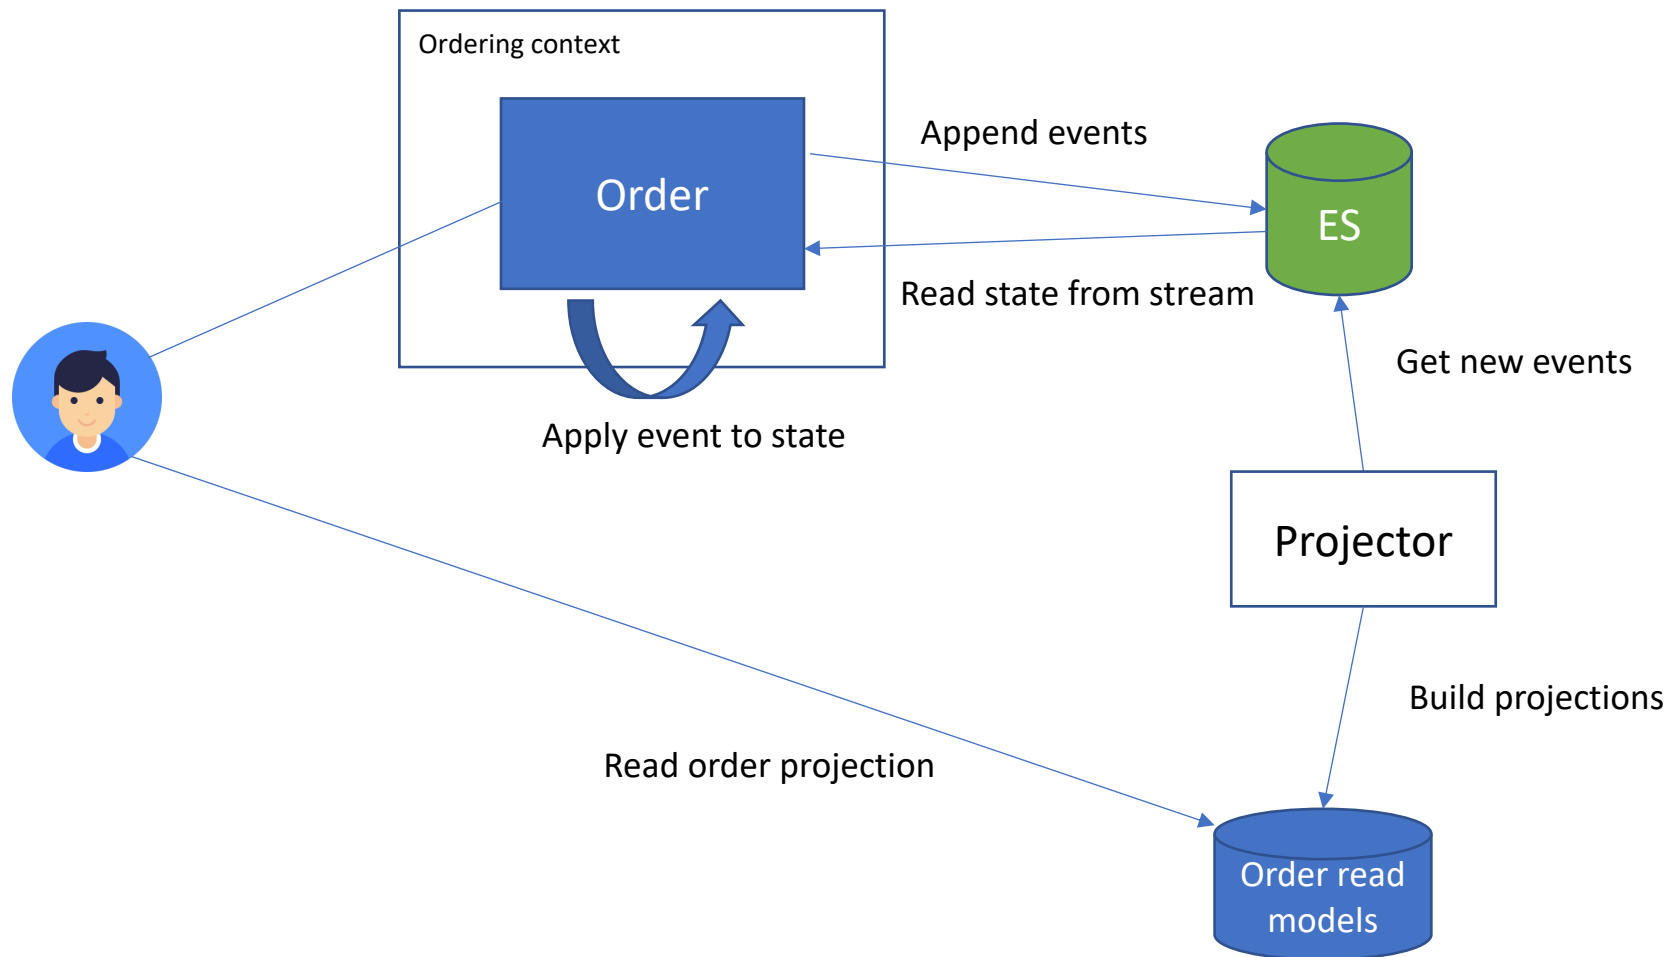 Ordering context
Append events
Order
ES
Read state from stream
Get new events
Apply event to state
Projector
Build projections
Read order projection
Order read
models